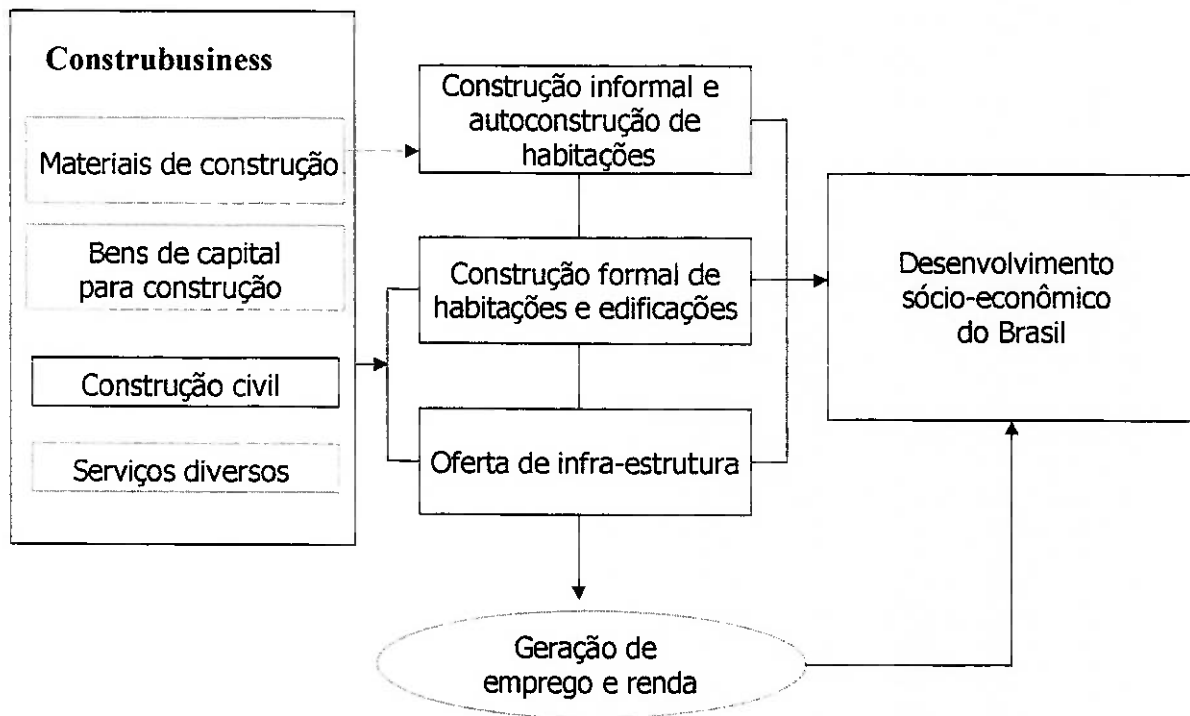 Construbusiness
Materiais de construção
Bens de capital
para construção
Construção civil
Serviços diversos
Construção informal e
autoconstrução de
habitações
Construção formal de
habitações e edificações
Oferta de infra-estrutura
Geração de
emprego e renda
Desenvolvimento
sócio-econômico
do Brasil